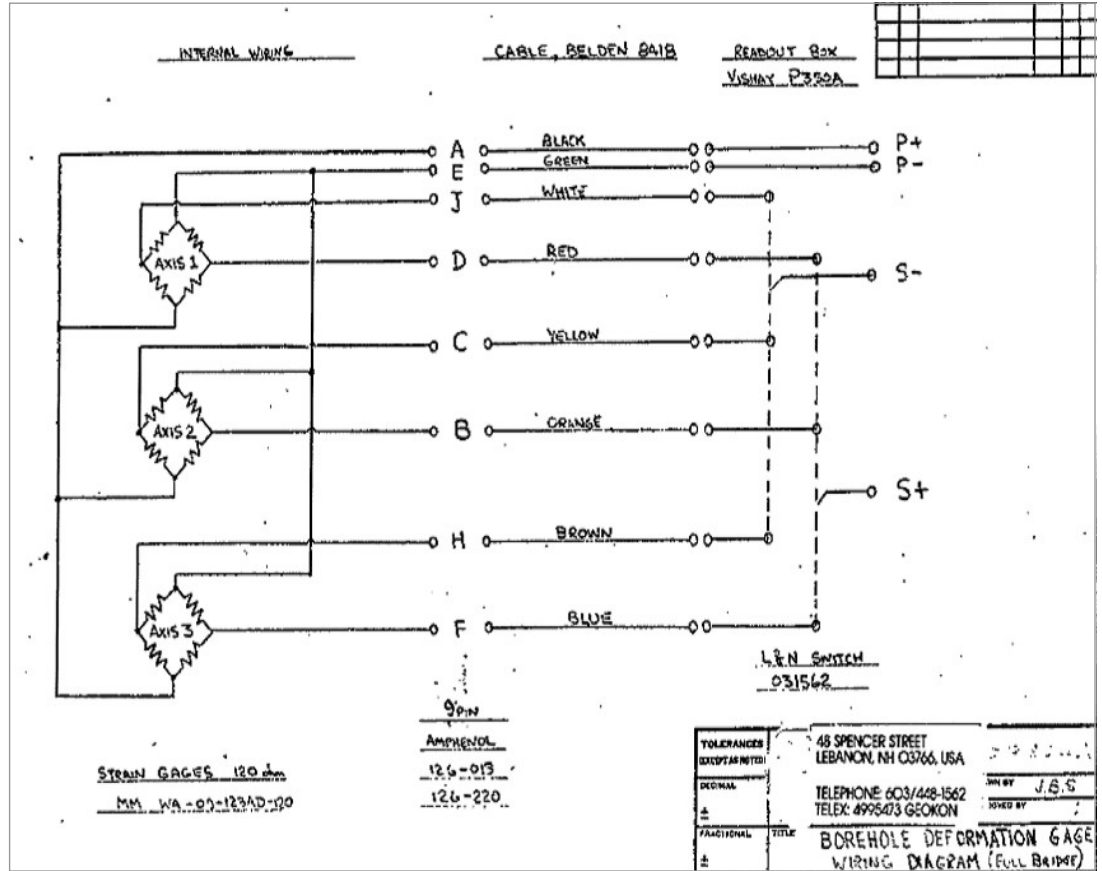 INTERNAL WIRING
CABLE, BELDEN 8418
READOUT BOX
VISHAY P350A
A
BLACK
P+
E
GREEN
P-
J
WHITE
AXIS 1
D
RED
S-
C
YELLOW
AXIS 2
B
ORANGE
S+
H
BROWN
AXIS 3
F
BLUE
L&N SWITCH
031562
9 PIN
AMPHENOL
126-013
126-220
STRAIN GAGES 120 ohm
MM WA-09-
TOLERANCES
EXCEPT AS NOTED
DECIMAL
±
FRACTIONAL
±
48 SPENCER STREET
LEBANON, NH 03766, USA
TELEPHONE: 603/448-1562
TELEX: 4995473 GEOKON
J.B.S
TITLE
BOREHOLE DEFORMATION GAGE
WIRING DIAGRAM (FULL BRIDGE)